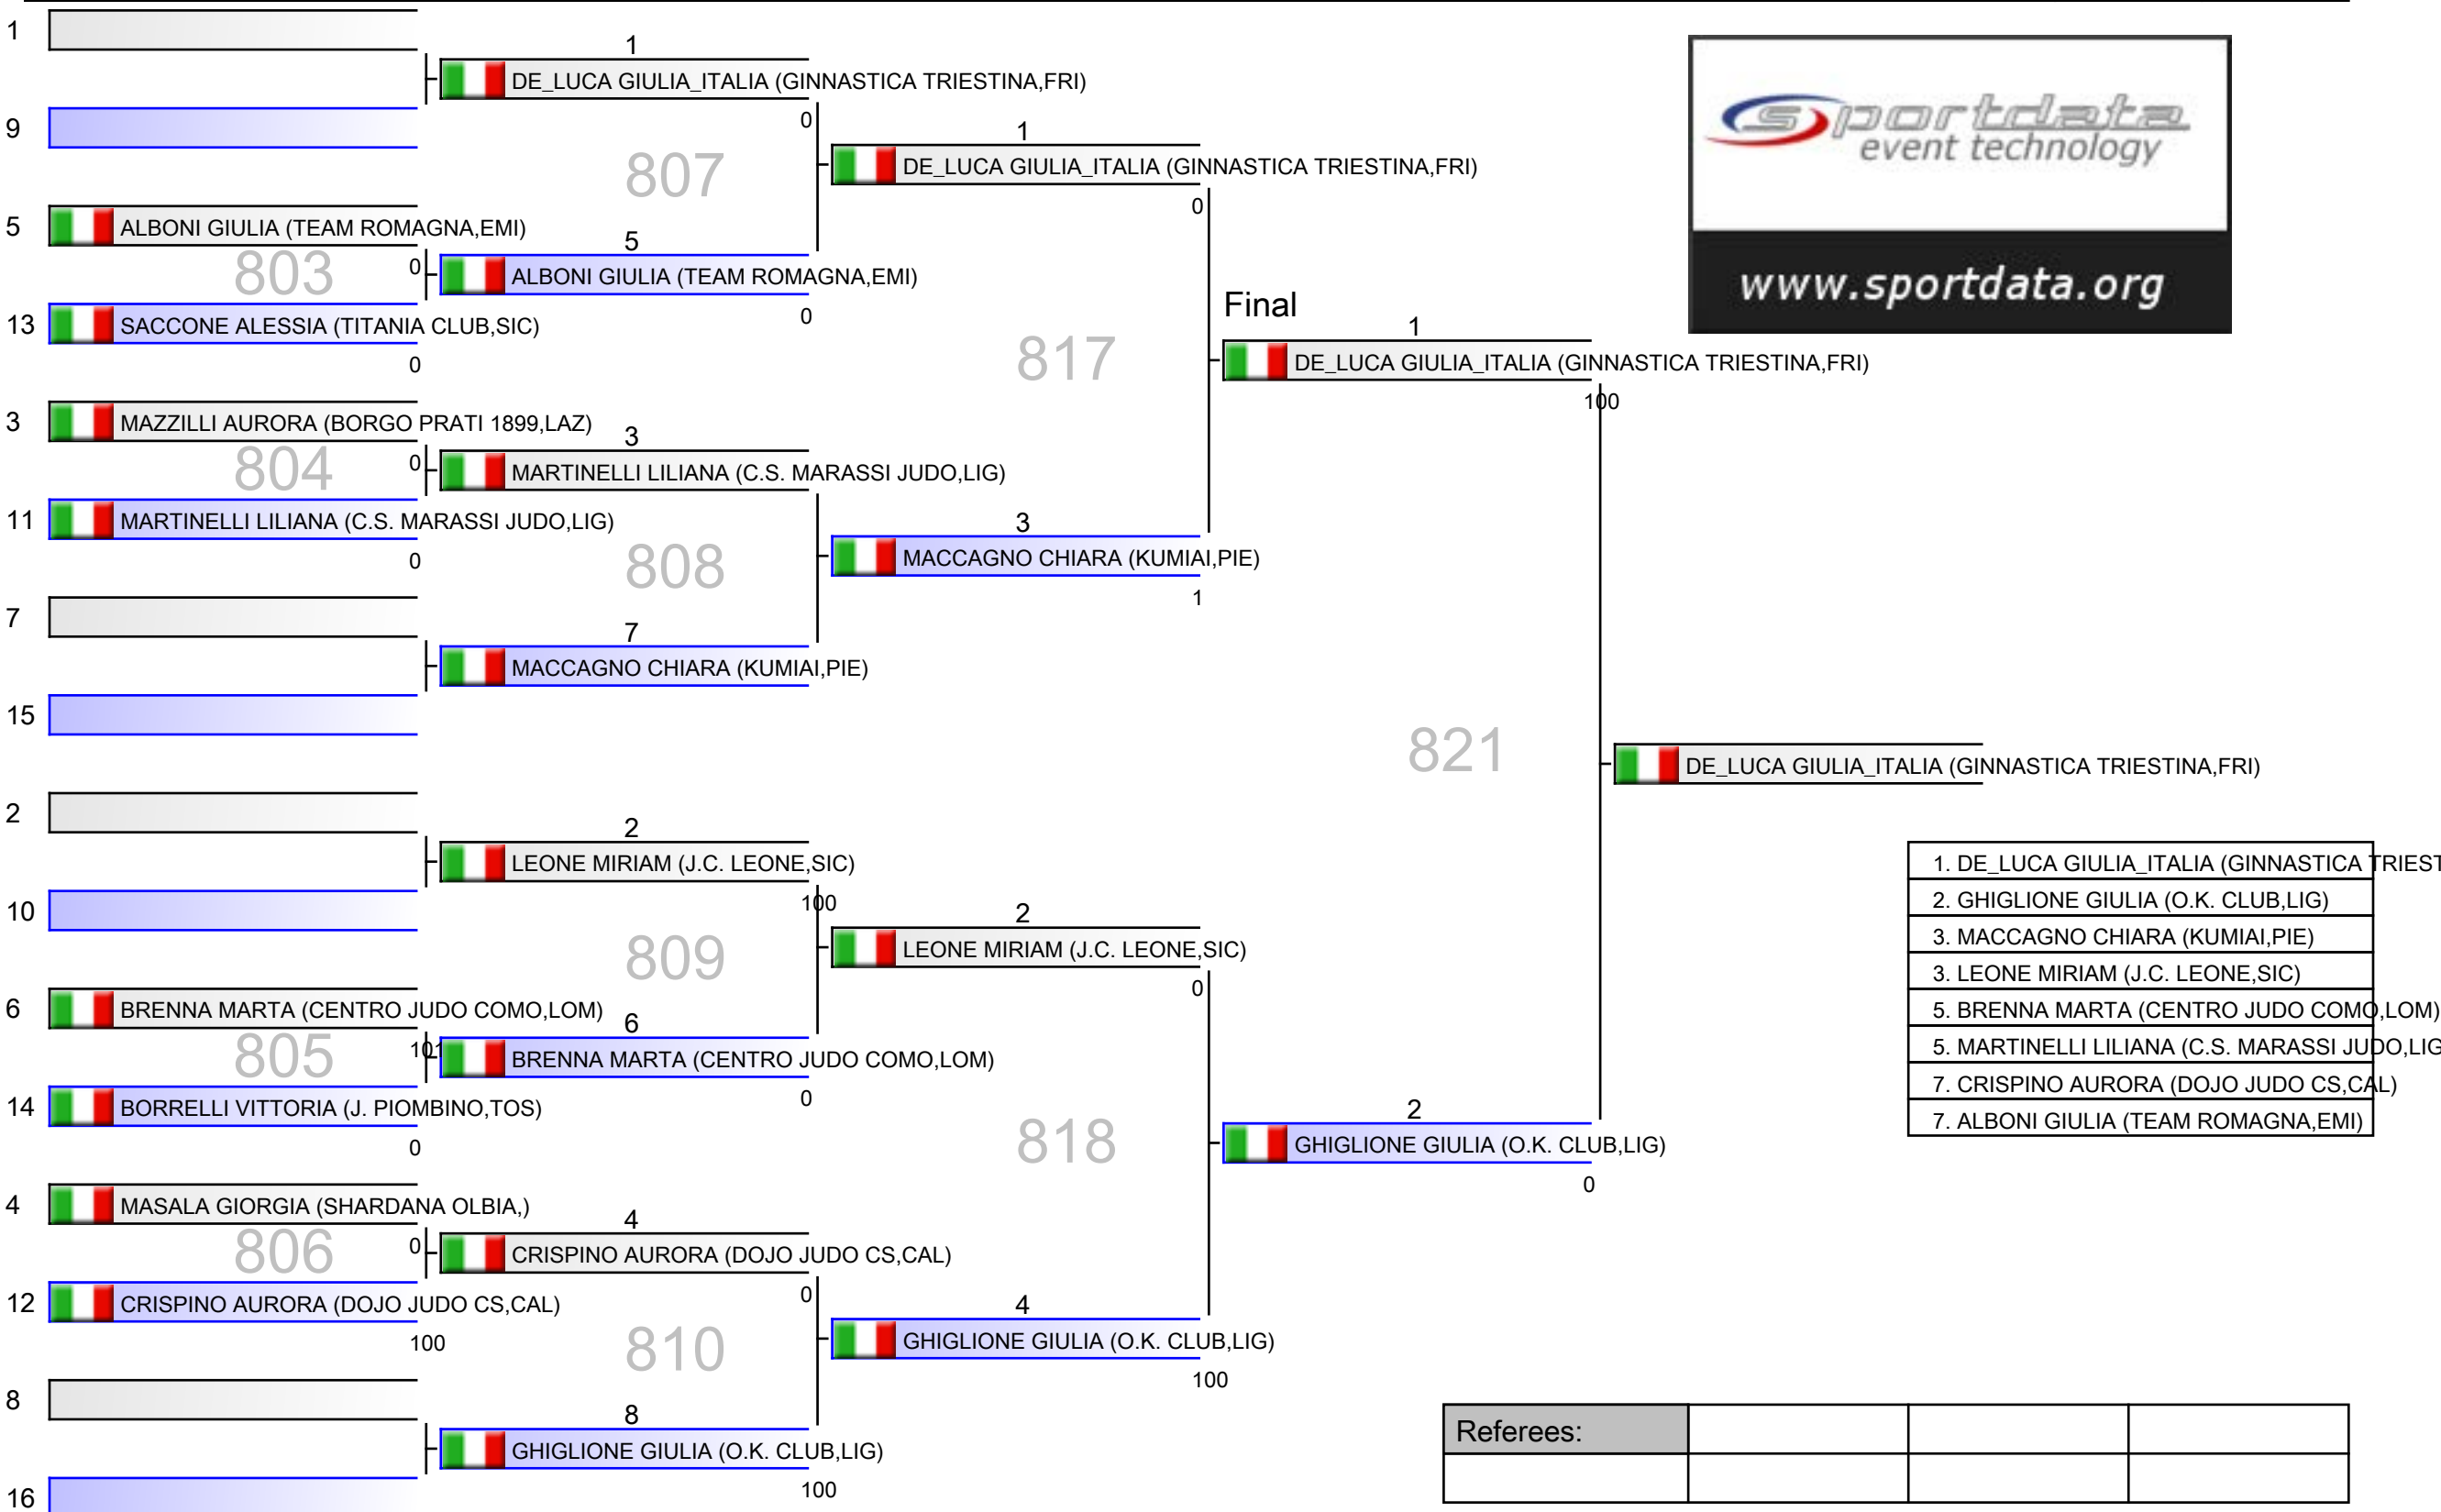 1
9
5
ALBONI GIULIA (TEAM ROMAGNA,EMI)
803
0
13
SACCONE ALESSIA (TITANIA CLUB,SIC)
0
3
MAZZILLI AURORA (BORGO PRATI 1899,LAZ)
804
0
11
MARTINELLI LILIANA (C.S. MARASSI JUDO,LIG)
0
7
15
2
10
6
BRENNA MARTA (CENTRO JUDO COMO,LOM)
805
101
14
BORRELLI VITTORIA (J. PIOMBINO,TOS)
0
4
MASALA GIORGIA (SHARDANA OLBIA,)
806
0
12
CRISPINO AURORA (DOJO JUDO CS,CAL)
100
8
16
1
DE_LUCA GIULIA_ITALIA (GINNASTICA TRIESTINA,FRI)
0
807
5
ALBONI GIULIA (TEAM ROMAGNA,EMI)
0
3
MARTINELLI LILIANA (C.S. MARASSI JUDO,LIG)
808
7
MACCAGNO CHIARA (KUMIAI,PIE)
2
LEONE MIRIAM (J.C. LEONE,SIC)
100
809
6
BRENNA MARTA (CENTRO JUDO COMO,LOM)
0
4
CRISPINO AURORA (DOJO JUDO CS,CAL)
0
810
8
GHIGLIONE GIULIA (O.K. CLUB,LIG)
100
1
DE_LUCA GIULIA_ITALIA (GINNASTICA TRIESTINA,FRI)
0
817
3
MACCAGNO CHIARA (KUMIAI,PIE)
1
2
LEONE MIRIAM (J.C. LEONE,SIC)
0
818
4
GHIGLIONE GIULIA (O.K. CLUB,LIG)
100
Final
1
DE_LUCA GIULIA_ITALIA (GINNASTICA TRIESTINA,FRI)
100
821
2
GHIGLIONE GIULIA (O.K. CLUB,LIG)
0
DE_LUCA GIULIA_ITALIA (GINNASTICA TRIESTINA,FRI)
sportdata
event technology
www.sportdata.org
1. DE_LUCA GIULIA_ITALIA (GINNASTICA TRIEST
2. GHIGLIONE GIULIA (O.K. CLUB,LIG)
3. MACCAGNO CHIARA (KUMIAI,PIE)
3. LEONE MIRIAM (J.C. LEONE,SIC)
5. BRENNA MARTA (CENTRO JUDO COMO,LOM)
5. MARTINELLI LILIANA (C.S. MARASSI JUDO,LIG
7. CRISPINO AURORA (DOJO JUDO CS,CAL)
7. ALBONI GIULIA (TEAM ROMAGNA,EMI)
Referees: